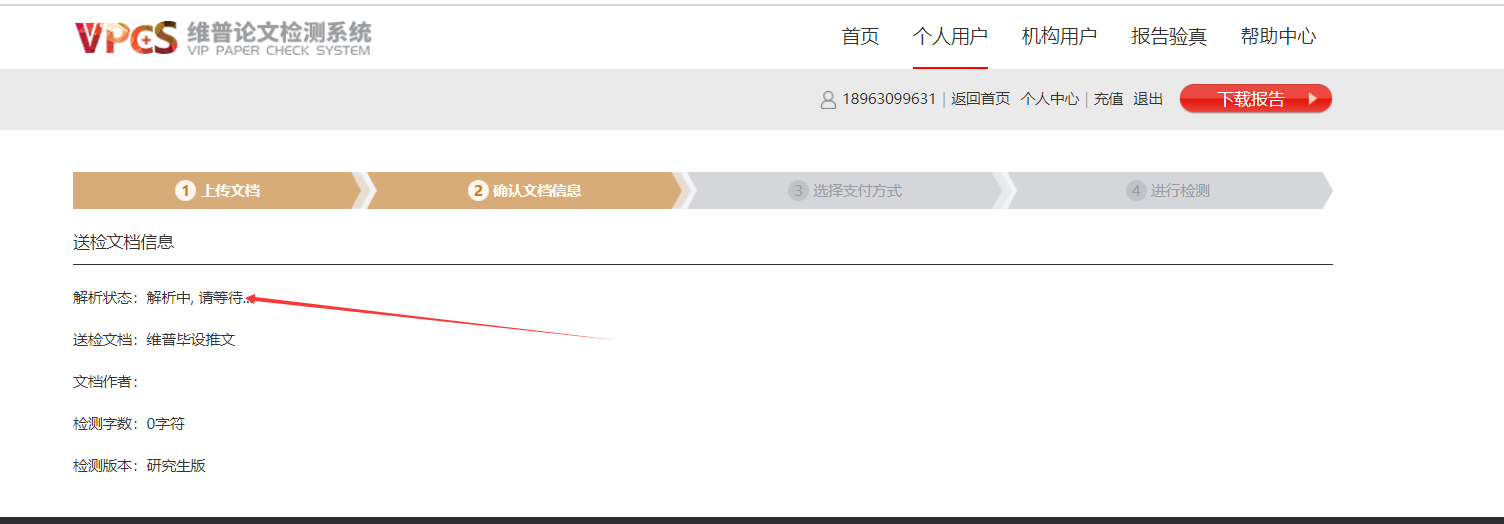 VPCS 维普论文检测系统
VIP PAPER CHECK SYSTEM
首页 个人用户 机构用户 报告验真 帮助中心
18963099631 | 返回首页 个人中心 | 充值 退出 下载报告
1 上传文档 2 确认文档信息 3 选择支付方式 4 进行检测
送检文档信息
解析状态：解析中, 请等待...
送检文档：维普毕设推文
文档作者：
检测字数：0字符
检测版本：研究生版